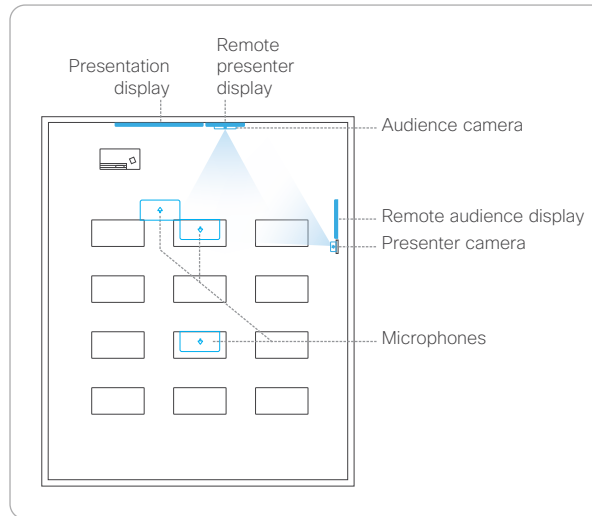 Remote
presenter
display
Presentation
display
Audience camera
Remote audience display
Presenter camera
Microphones